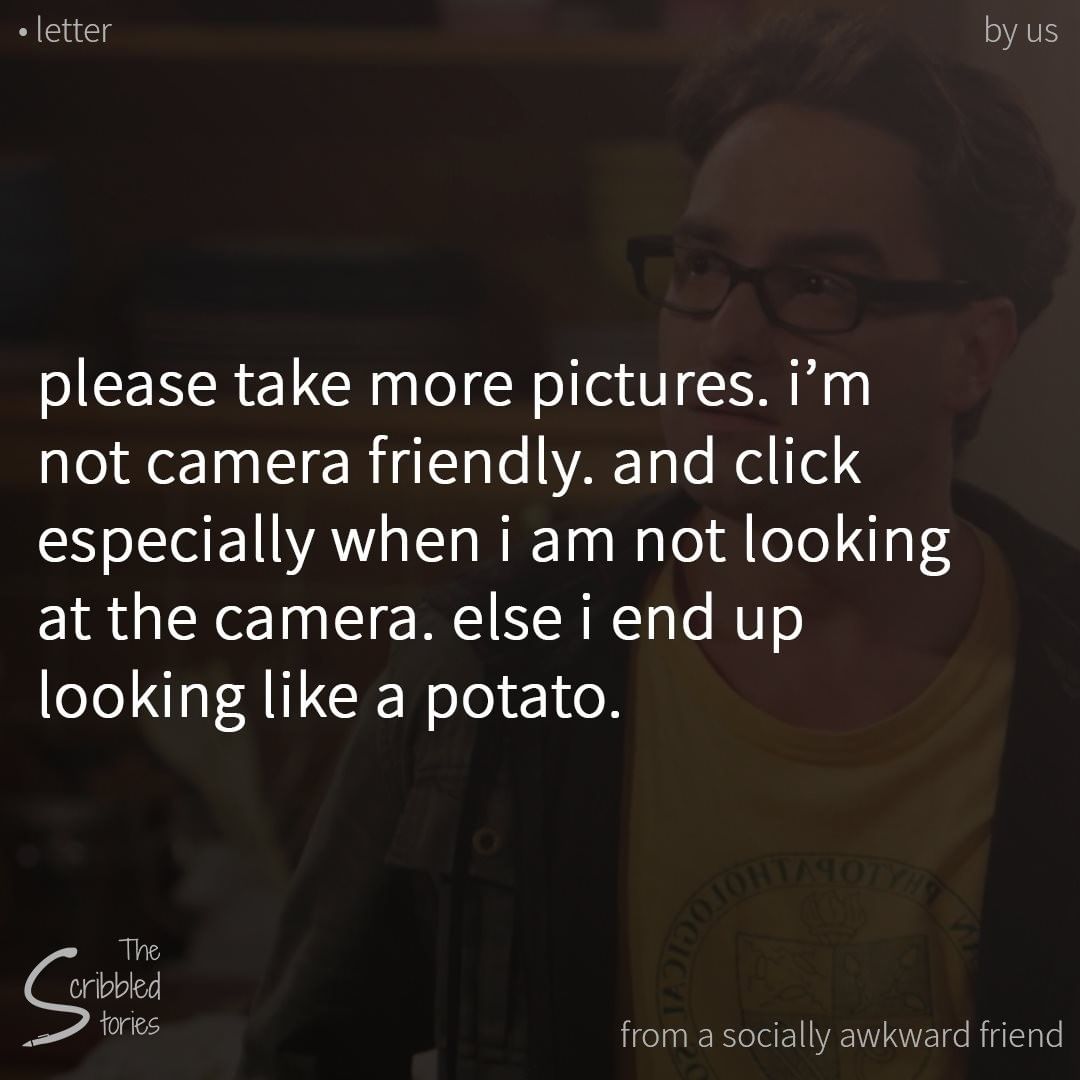 • letter
by us
please take more pictures. i’m
not camera friendly. and click
especially when i am not looking
at the camera. else i end up
looking like a potato.
PHYTOPATHOLOGICAL
The
Scribbled
Stories
from a socially awkward friend